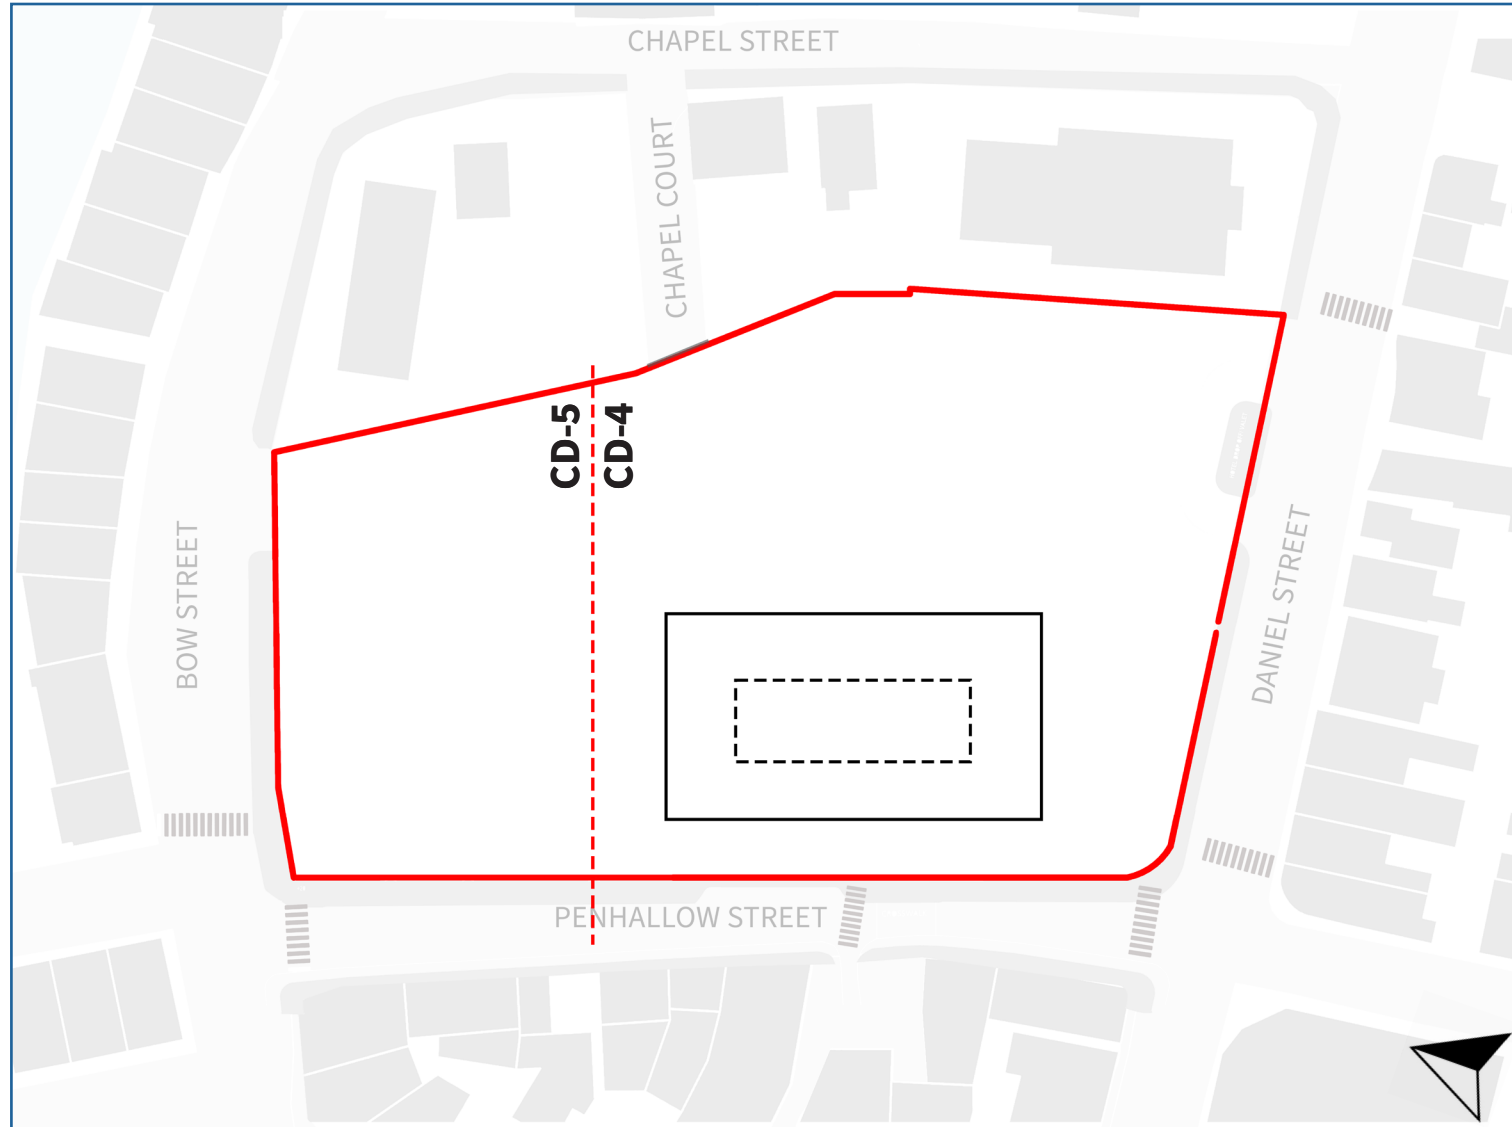 CHAPEL STREET
CHAPEL COURT
CD-5
CD-4
BOW STREET
DANIEL STREET
PENHALLOW STREET